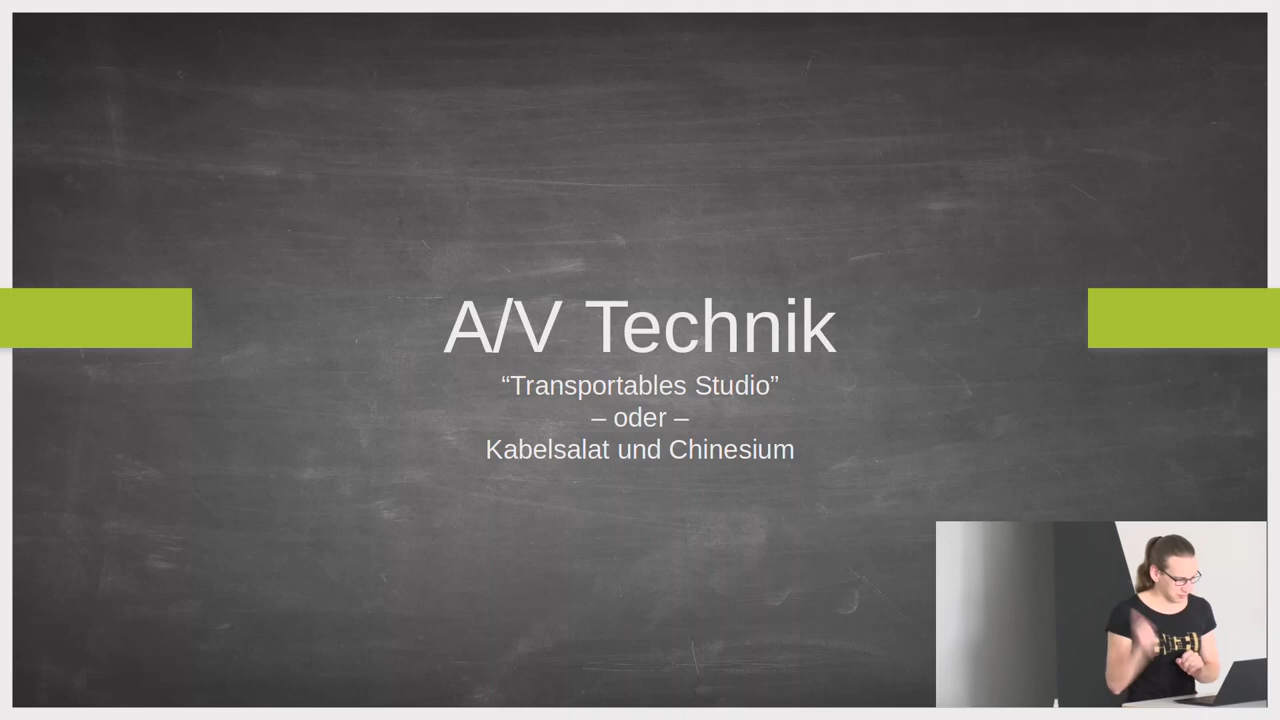 A/V Technik
“Transportables Studio”
– oder –
Kabelsalat und Chinesium